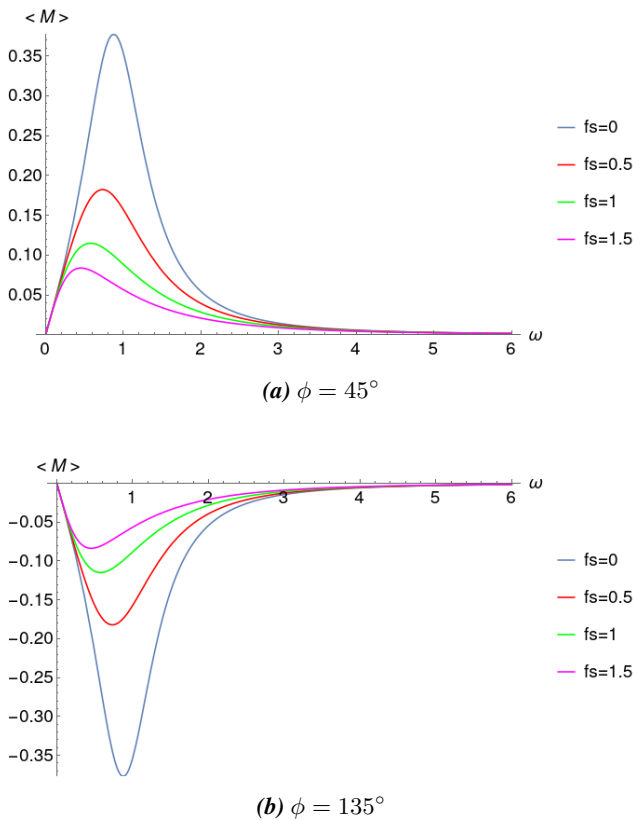 < M >
0.35
0.30
0.25
0.20
0.15
0.10
0.05
0 1 2 3 4 5 6 ω
fs=0
fs=0.5
fs=1
fs=1.5
(a) ϕ = 45°
< M >
1 2 3 4 5 6 ω
−0.05
−0.10
−0.15
−0.20
−0.25
−0.30
−0.35
fs=0
fs=0.5
fs=1
fs=1.5
(b) ϕ = 135°